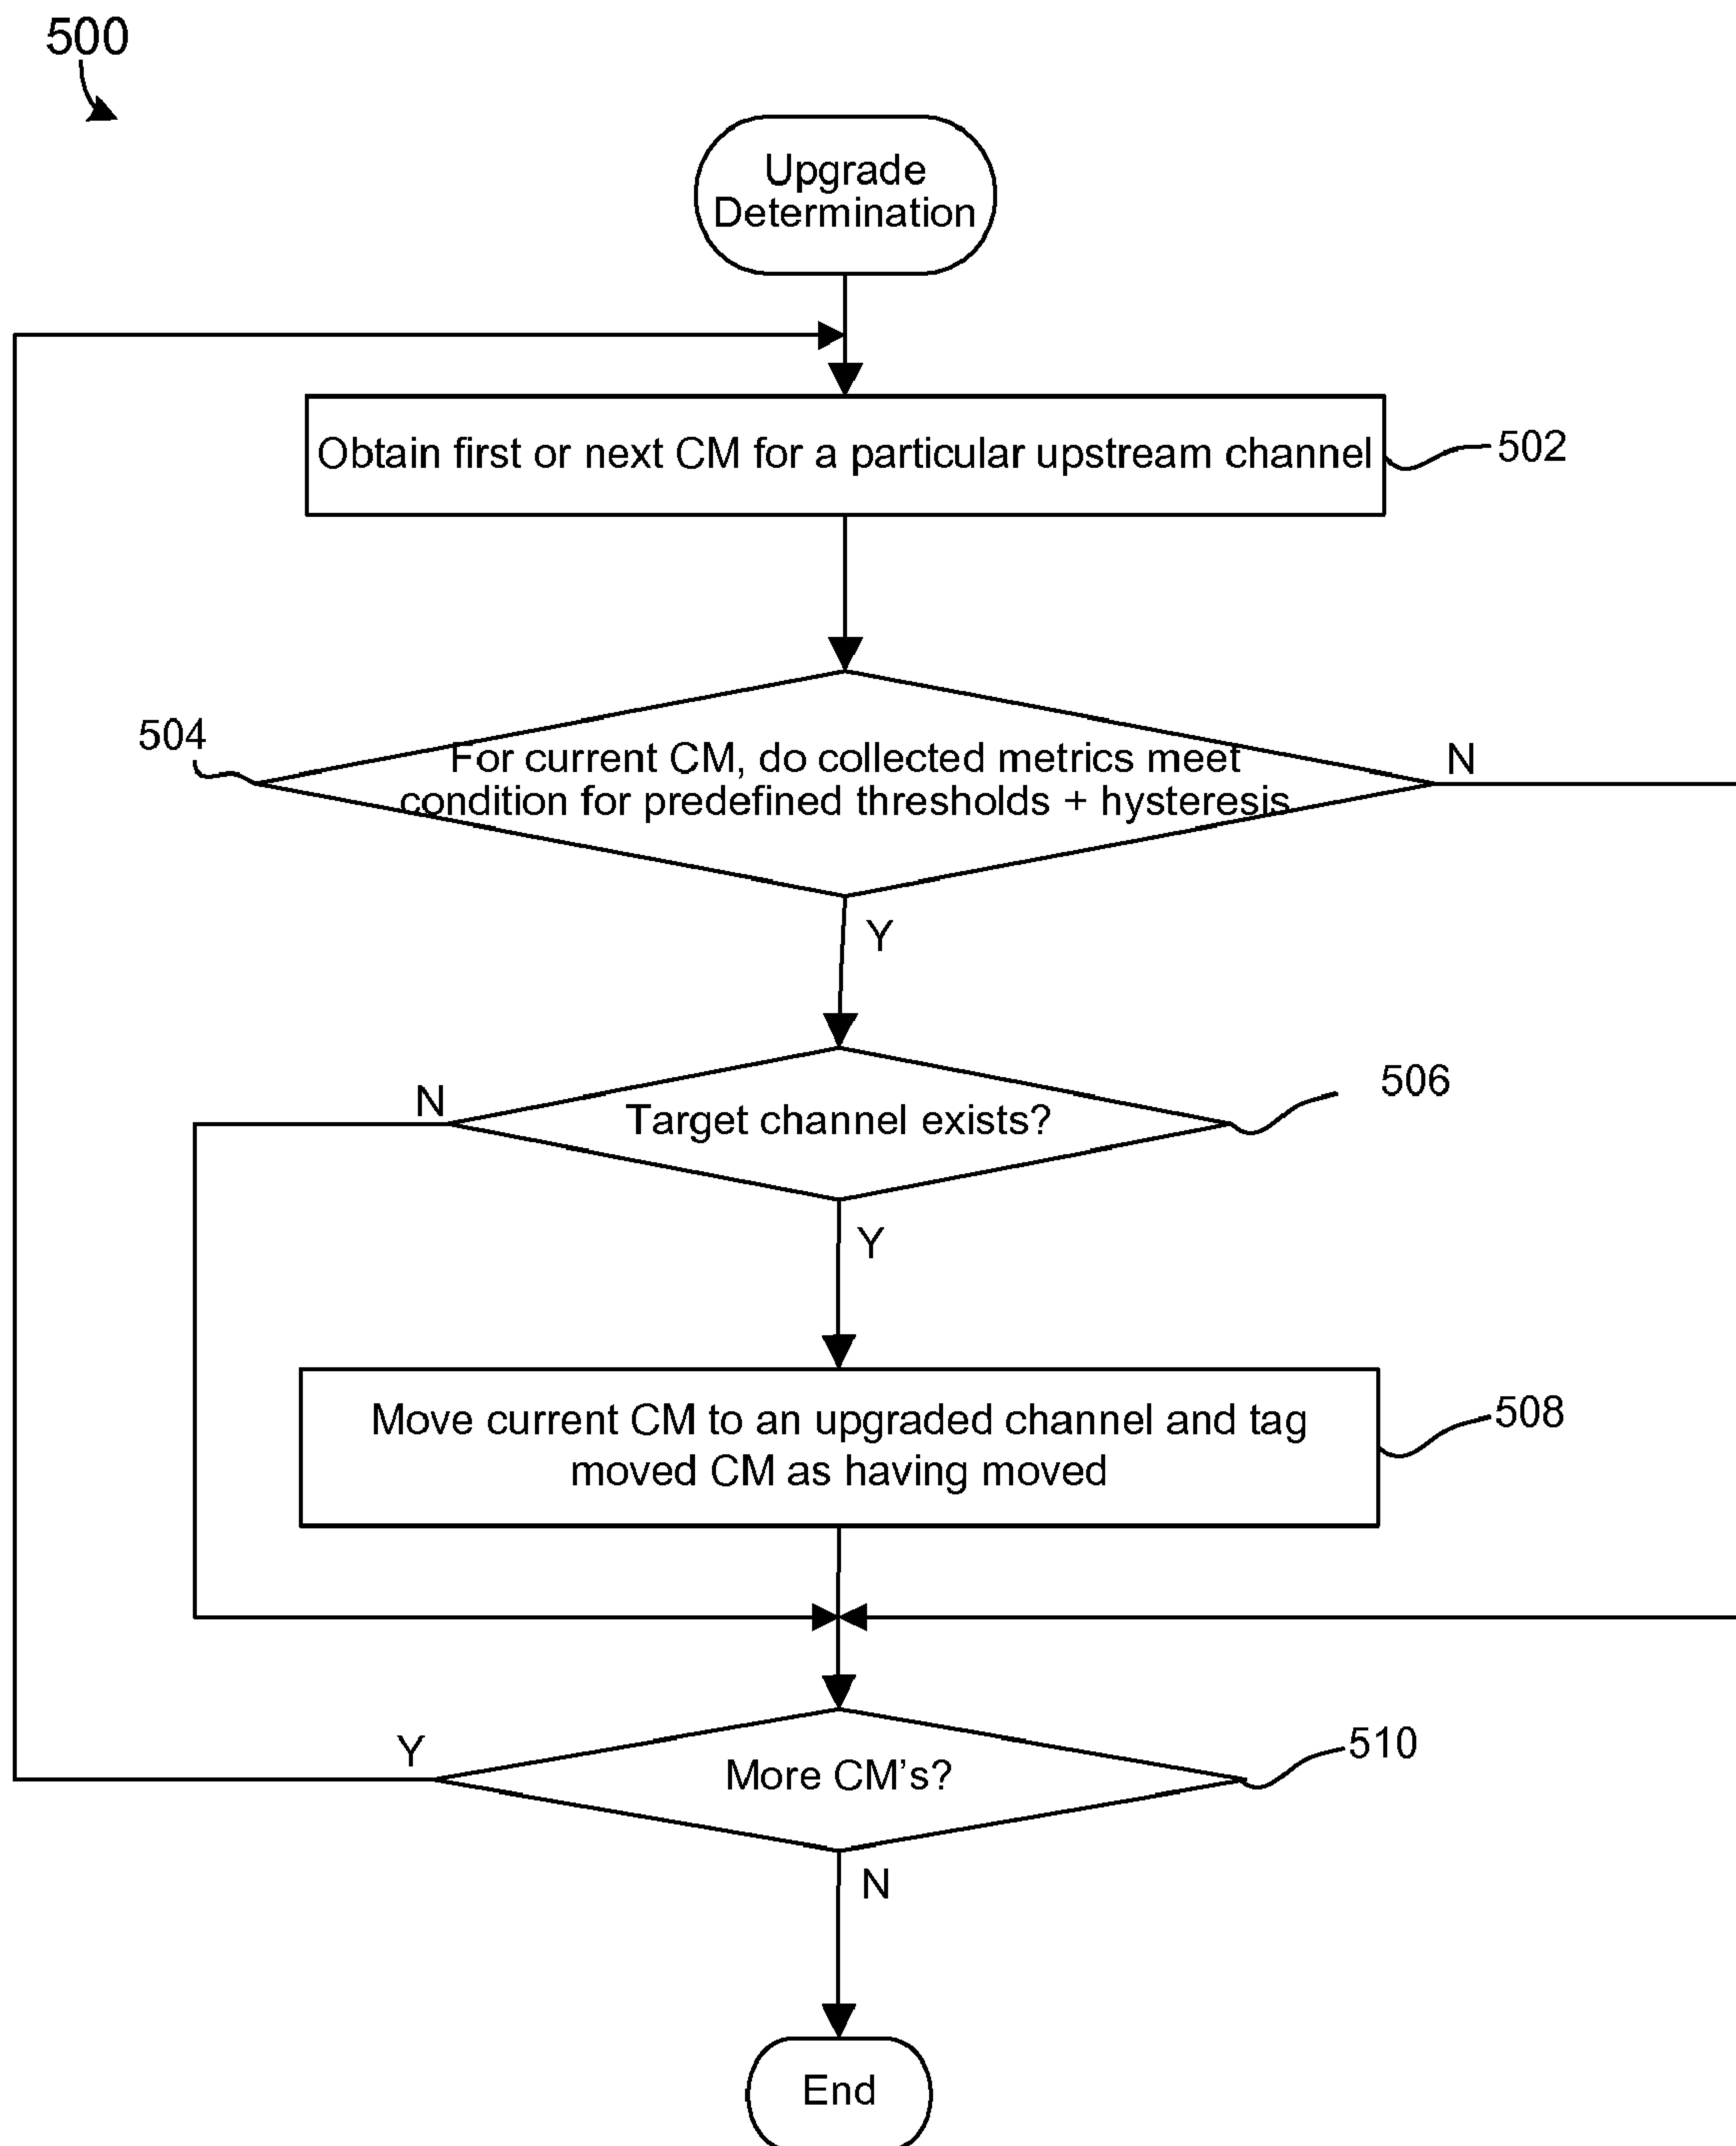 500
Upgrade
Determination
Obtain first or next CM for a particular upstream channel
502
504
For current CM, do collected metrics meet
condition for predefined thresholds + hysteresis
N
Y
N
Target channel exists?
506
Y
Move current CM to an upgraded channel and tag
moved CM as having moved
508
Y
More CM's?
510
N
End